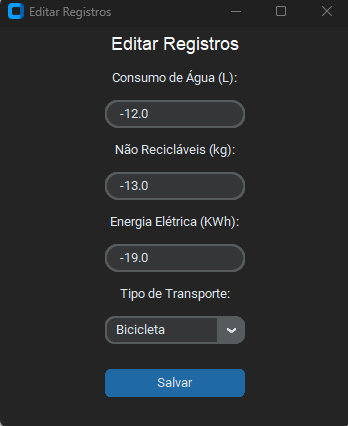 Editar Registros
Editar Registros
Consumo de Água (L):
-12.0
Não Recicláveis (kg):
-13.0
Energia Elétrica (KWh):
-19.0
Tipo de Transporte:
Bicicleta
Salvar